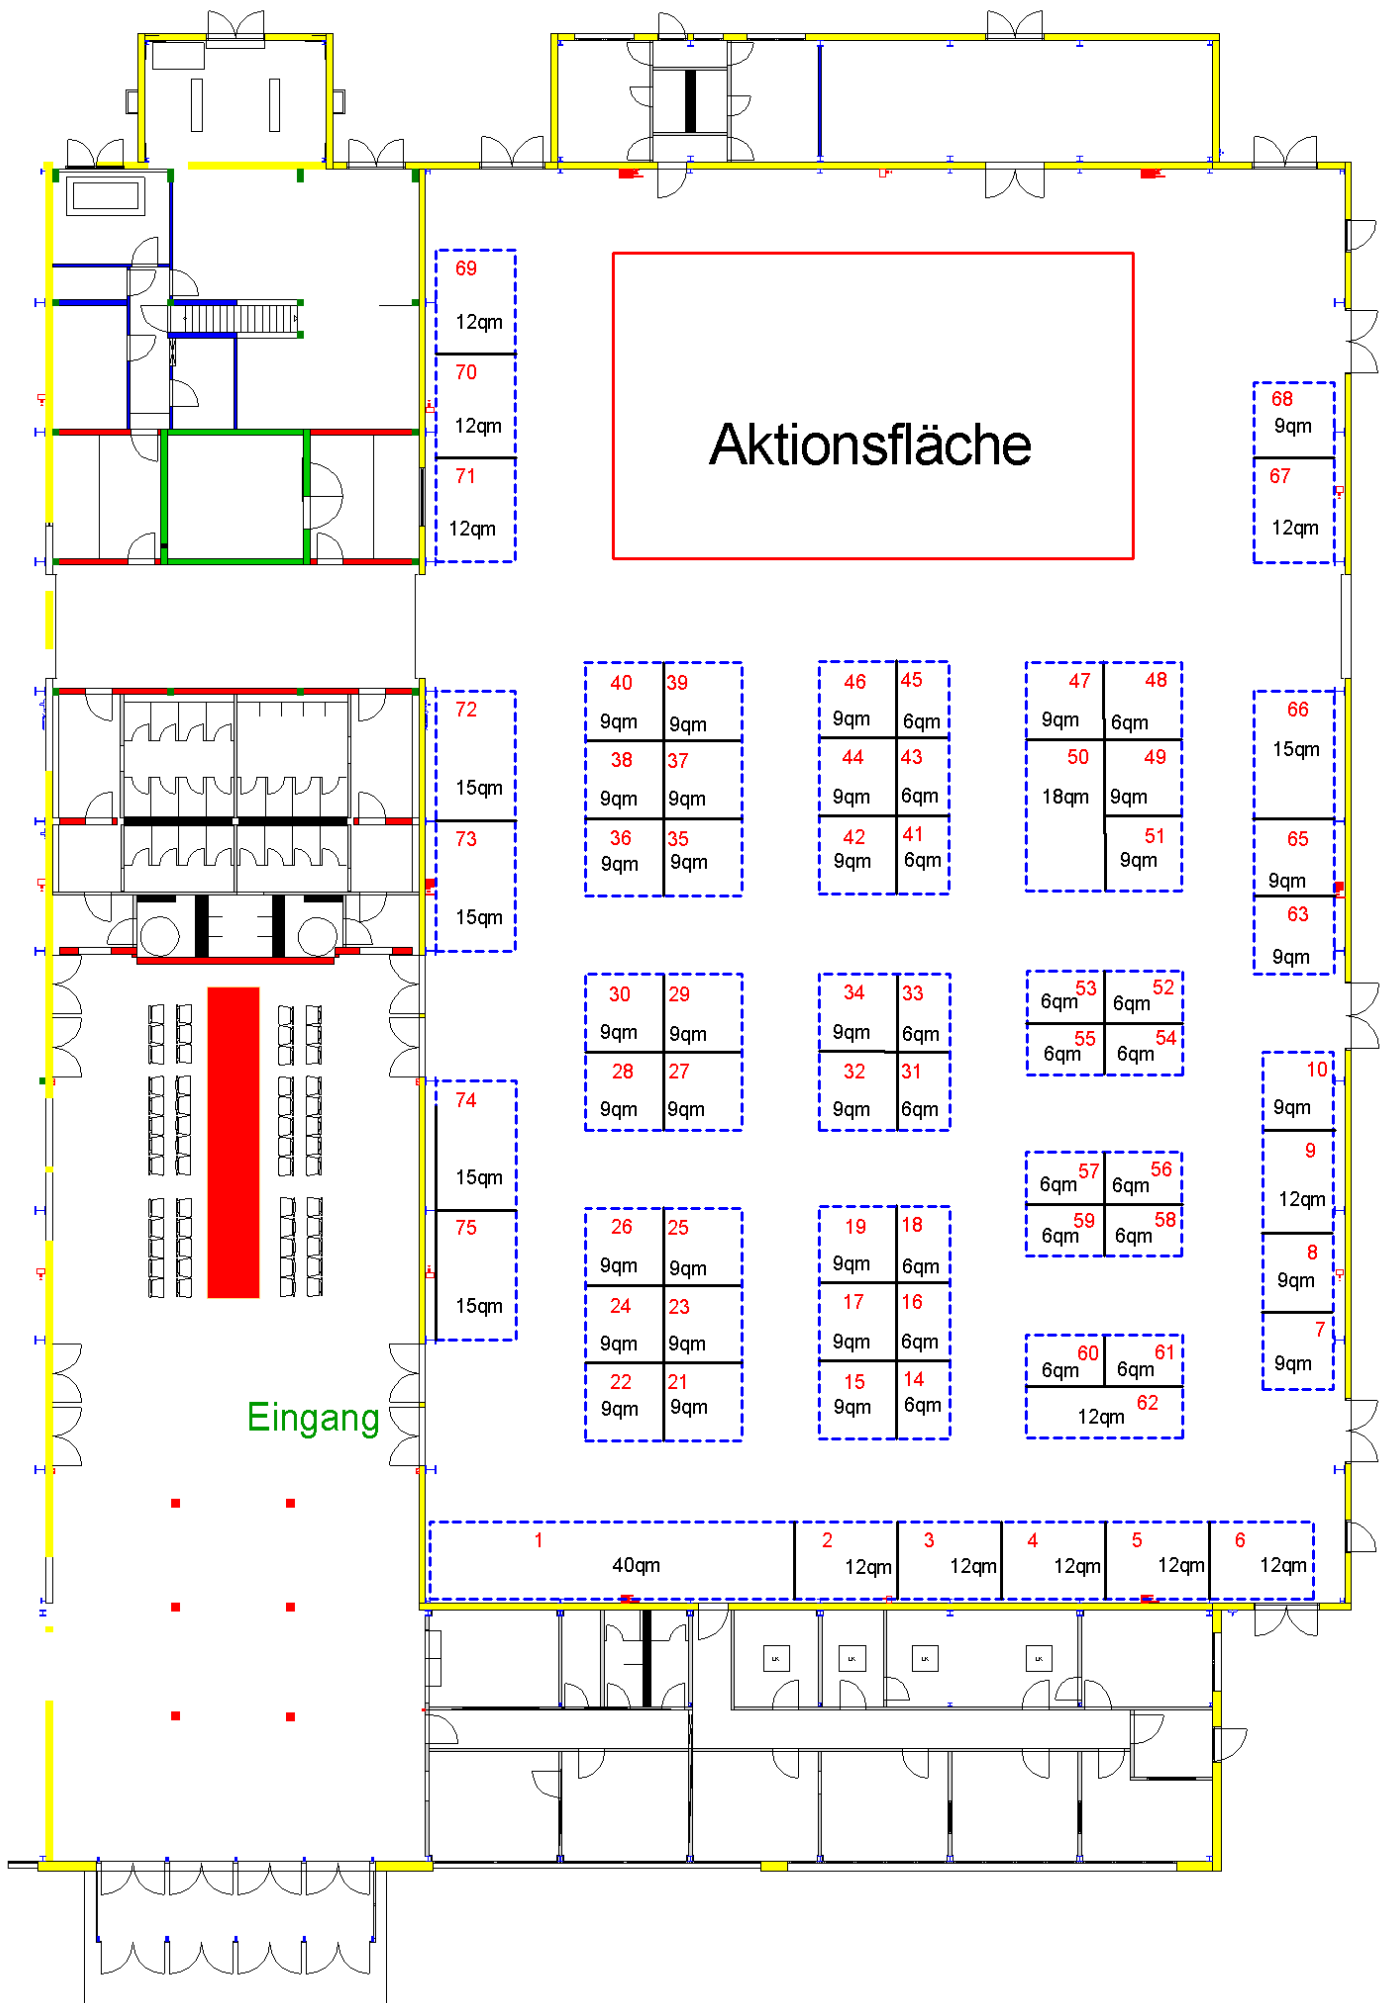 69
12qm
70
12qm
71
12qm
Aktionsfläche
68
9qm
67
12qm
72
15qm
73
15qm
40 39
9qm 9qm
38 37
9qm 9qm
36 35
9qm 9qm
46 45
9qm 6qm
44 43
9qm 6qm
42 41
9qm 6qm
47 48
9qm 6qm
50 49
18qm 9qm
51
9qm
66
15qm
65
9qm
63
9qm
30 29
9qm 9qm
28 27
9qm 9qm
34 33
9qm 6qm
32 31
9qm 6qm
6qm 53 6qm 52
6qm 55 6qm 54
10
9qm
9
12qm
8
9qm
7
9qm
74
15qm
75
15qm
6qm 57 6qm 56
6qm 59 6qm 58
26 25
9qm 9qm
24 23
9qm 9qm
22 21
9qm 9qm
19 18
9qm 6qm
17 16
9qm 6qm
15 14
9qm 6qm
6qm 60 6qm 61
12qm 62
Eingang
1 2 3 4 5 6
40qm 12qm 12qm 12qm 12qm 12qm
LK LK LK LK